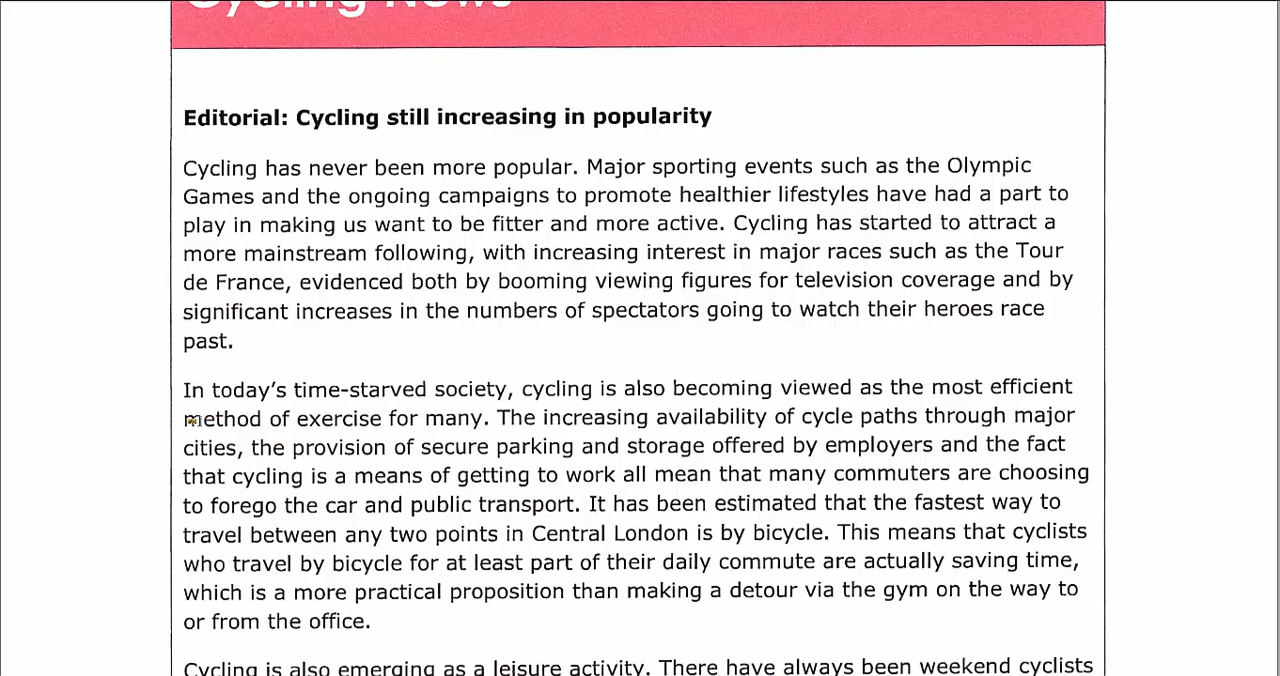 Cycling News
Editorial: Cycling still increasing in popularity
Cycling has never been more popular. Major sporting events such as the Olympic
Games and the ongoing campaigns to promote healthier lifestyles have had a part to
play in making us want to be fitter and more active. Cycling has started to attract a
more mainstream following, with increasing interest in major races such as the Tour
de France, evidenced both by booming viewing figures for television coverage and by
significant increases in the numbers of spectators going to watch their heroes race
past.
In today’s time-starved society, cycling is also becoming viewed as the most efficient
method of exercise for many. The increasing availability of cycle paths through major
cities, the provision of secure parking and storage offered by employers and the fact
that cycling is a means of getting to work all mean that many commuters are choosing
to forego the car and public transport. It has been estimated that the fastest way to
travel between any two points in Central London is by bicycle. This means that cyclists
who travel by bicycle for at least part of their daily commute are actually saving time,
which is a more practical proposition than making a detour via the gym on the way to
or from the office.
Cycling is also emerging as a leisure activity. There have always been weekend cyclists